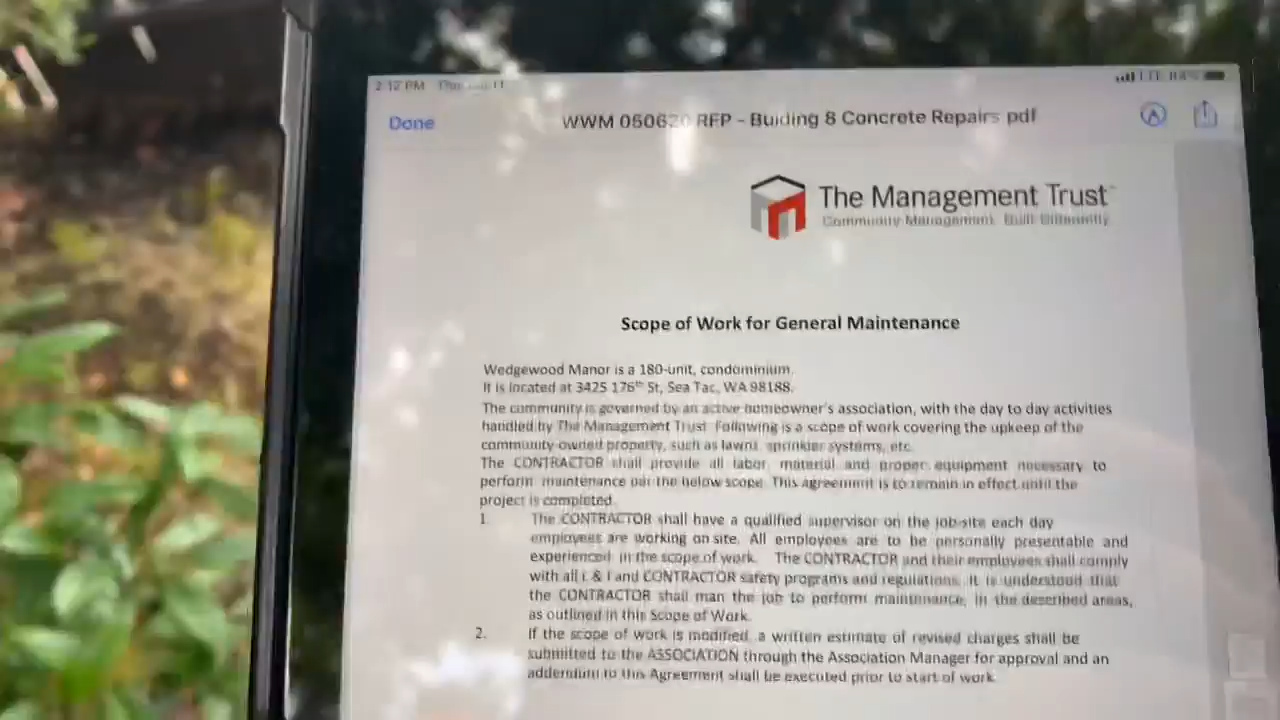 2:12 PM
LTE 84%
Done
WWM 050620 RFP - Buiding 8 Concrete Repairs pdf
The Management Trust
Community Management. Built Differently
Scope of Work for General Maintenance
Wedgewood Manor is a 180-unit, condominium.
It is located at 3425 176th St, Sea Tac, WA 98188.
The community is governed by an active homeowner's association, with the day to day activities
handled by The Management Trust. Following is a scope of work covering the upkeep of the
community-owned property, such as lawns, sprinkler systems, etc.
The CONTRACTOR shall provide all labor, material and proper equipment necessary to
perform maintenance per the below scope. This agreement is to remain in effect until the
project is completed.
1. The CONTRACTOR shall have a qualified supervisor on the job-site each day
employees are working on site. All employees are to be personally presentable and
experienced in the scope of work. The CONTRACTOR and their employees shall comply
with all L & I and CONTRACTOR safety programs and regulations. It is understood that
the CONTRACTOR shall man the job to perform maintenance, in the described areas,
as outlined in this Scope of Work.
2. If the scope of work is modified, a written estimate of revised charges shall be
submitted to the ASSOCIATION through the Association Manager for approval and an
addendum to this Agreement shall be executed prior to start of work.